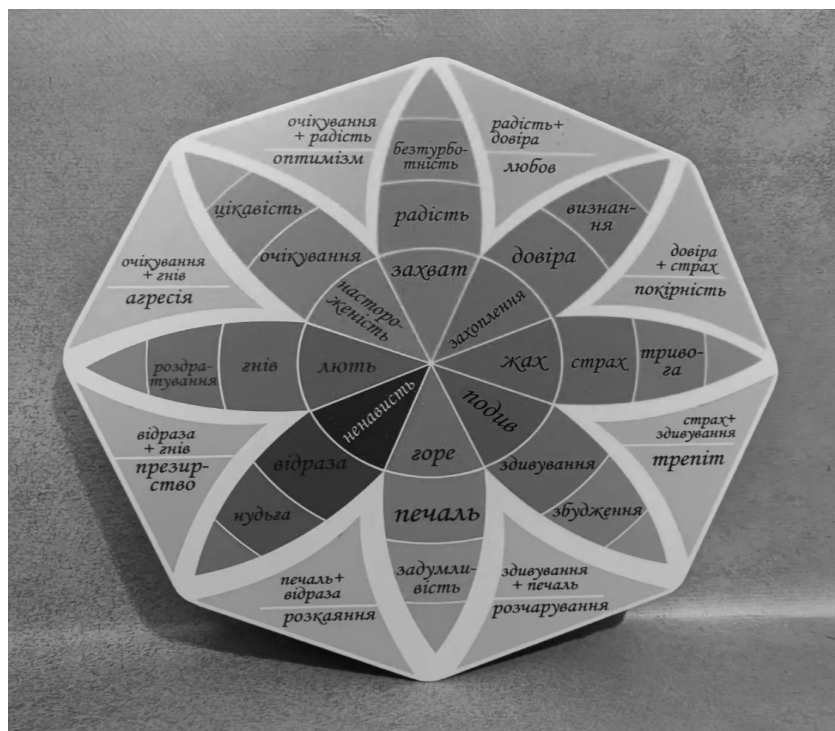 очікування
+ радість
оптимізм
радість+
довіра
любов
безтурбо-
тність
радість
захват
цікавість
очікування
насторо-
женість
визнан-
ня
довіра
захоплення
очікування
+ гнів
агресія
довіра
+ страх
покірність
роздра-
тування
гнів
лють
жах
страх
триво-
га
відраза
+ гнів
презир-
ство
ненависть
відраза
нудьга
горе
печаль
задумли-
вість
подив
здивування
збудження
страх+
здивування
трепіт
печаль+
відраза
розкаяння
здивування
+ печаль
розчарування